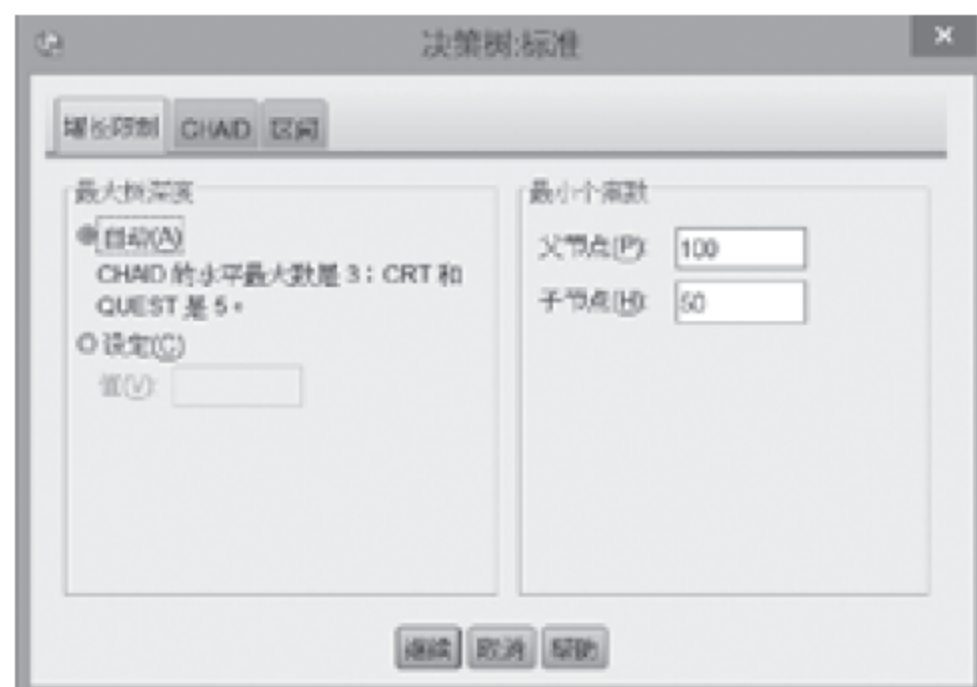 决策树:标准
×
增长限制 CHAID 区间
最大树深度
自动(A)
CHAID 的水平最大数是 3；CRT 和
QUEST 是 5。
设定(C)
值(V):
最小个案数
父节点(P): 100
子节点(H): 50
继续 取消 帮助